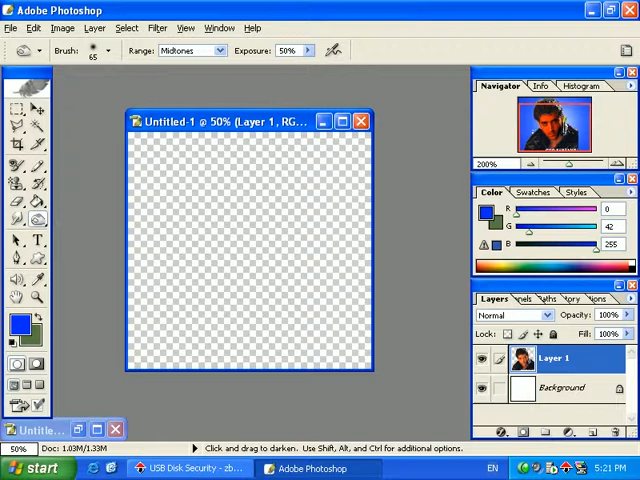 Adobe Photoshop
File Edit Image Layer Select Filter View Window Help
Brush: 65 Range: Midtones Exposure: 50%
Navigator Info Histogram
Untitled-1 @ 50% (Layer 1, RG...
200%
Color Swatches Styles
R 0
G 42
B 255
Layers nnels Paths tory tions
Normal Opacity: 100%
Lock: Fill: 100%
Layer 1
Background
Untitle...
50% Doc: 1.03M/1.33M Click and drag to darken. Use Shift, Alt, and Ctrl for additional options.
start USB Disk Security - zb... Adobe Photoshop EN 5:21 PM